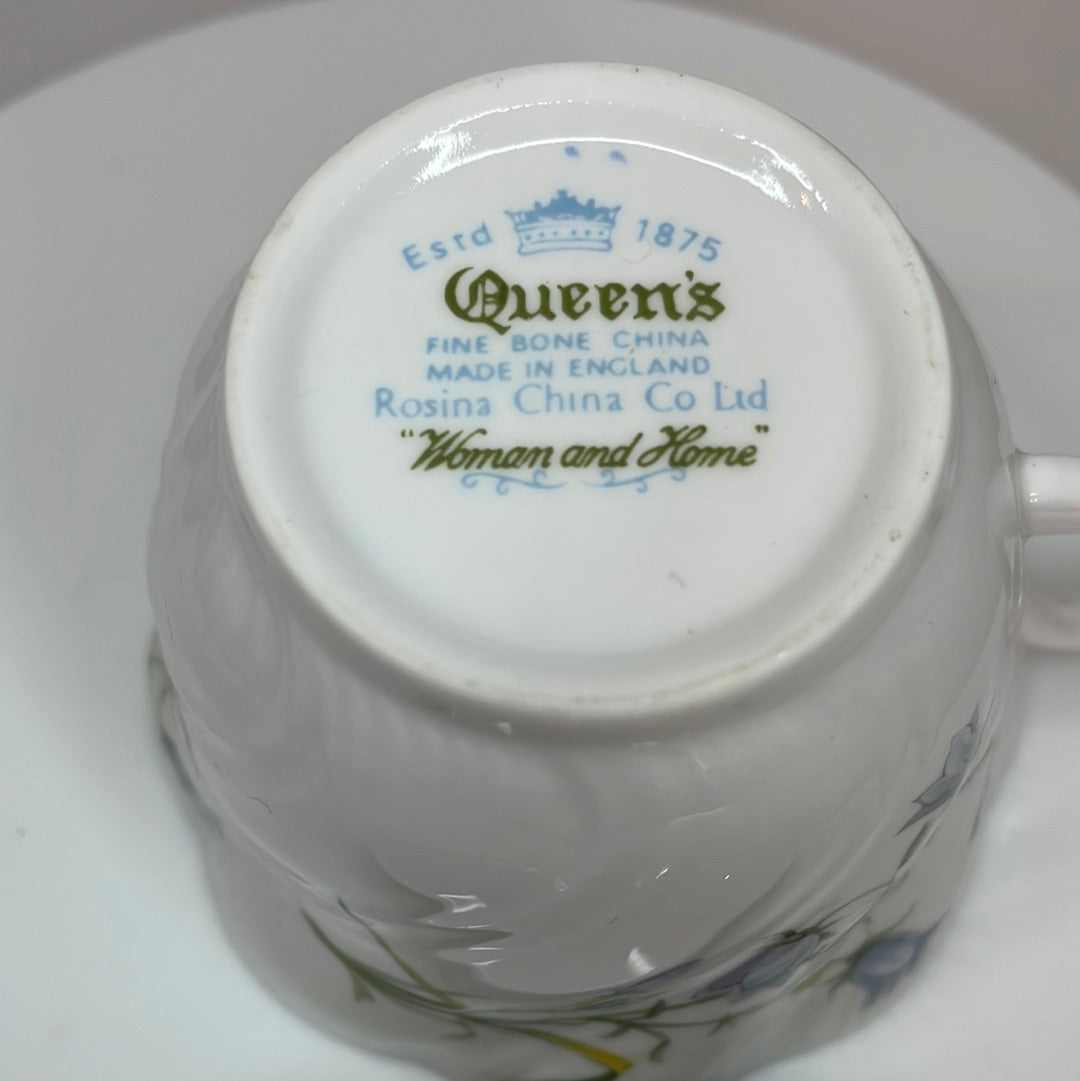 Estd 1875
Queen's
FINE BONE CHINA
MADE IN ENGLAND
Rosina China Co Ltd
"Woman and Home"